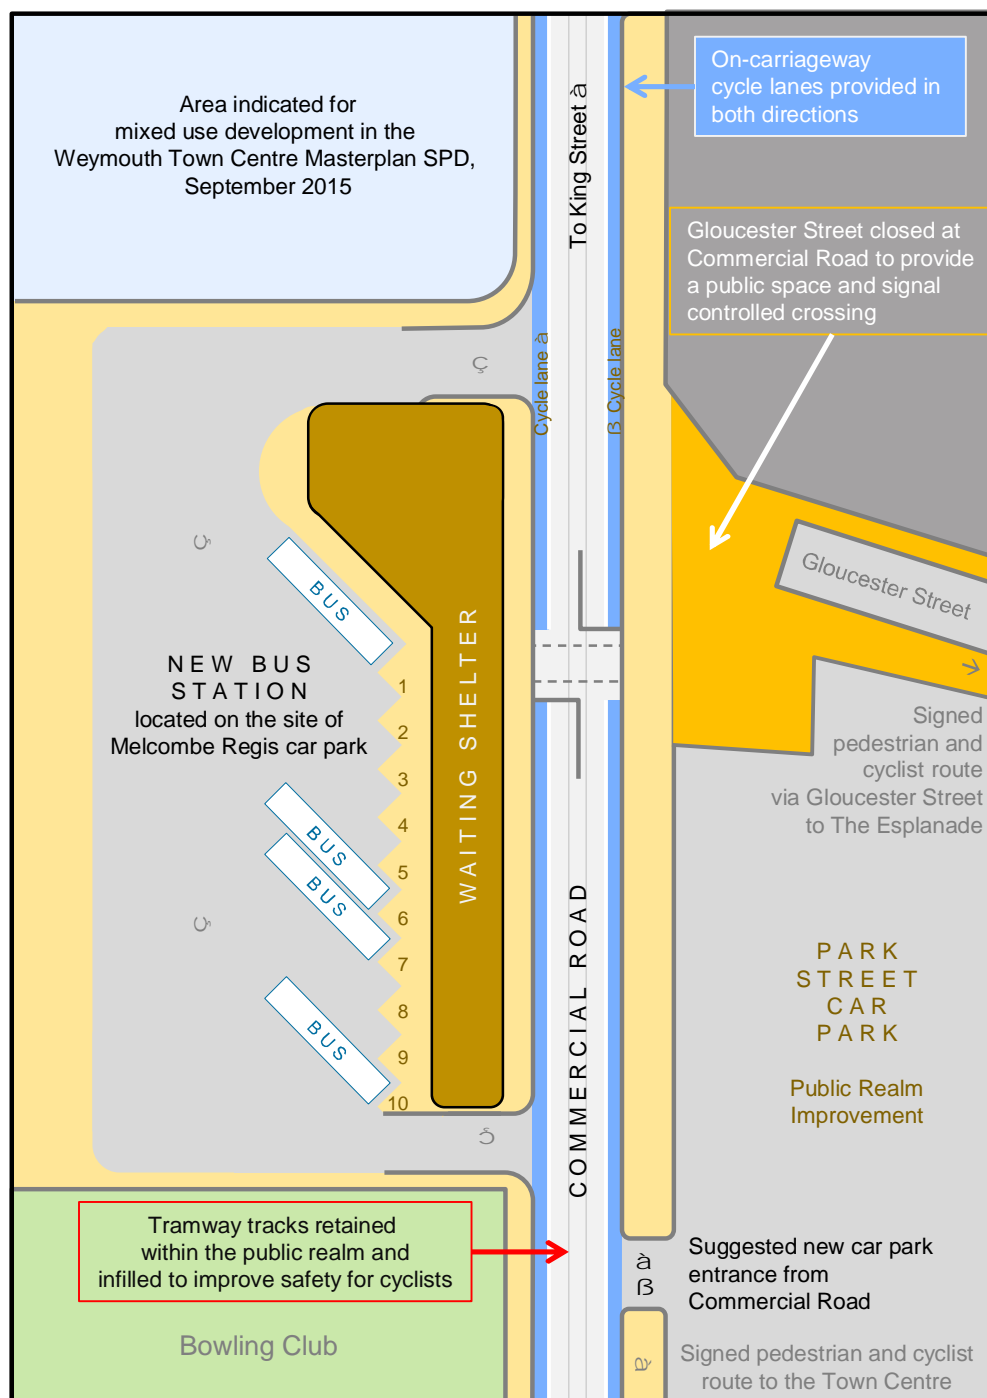 Area indicated for
mixed use development in the
Weymouth Town Centre Masterplan SPD,
September 2015
On-carriageway
cycle lanes provided in
both directions
To King Street à
Gloucester Street closed at
Commercial Road to provide
a public space and signal
controlled crossing
Cycle lane à
ß Cycle lane
ç
ç
BUS
Gloucester Street
NEW BUS
STATION
located on the site of
Melcombe Regis car park
WAITING SHELTER
1
2
3
4
5
6
7
8
9
10
BUS
BUS
BUS
ç
ç
Signed
pedestrian and
cyclist route
via Gloucester Street
to The Esplanade
COMMERCIAL ROAD
PARK
STREET
CAR
PARK
Public Realm
Improvement
Tramway tracks retained
within the public realm and
infilled to improve safety for cyclists
à
ß
Suggested new car park
entrance from
Commercial Road
Bowling Club
à
Signed pedestrian and cyclist
route to the Town Centre